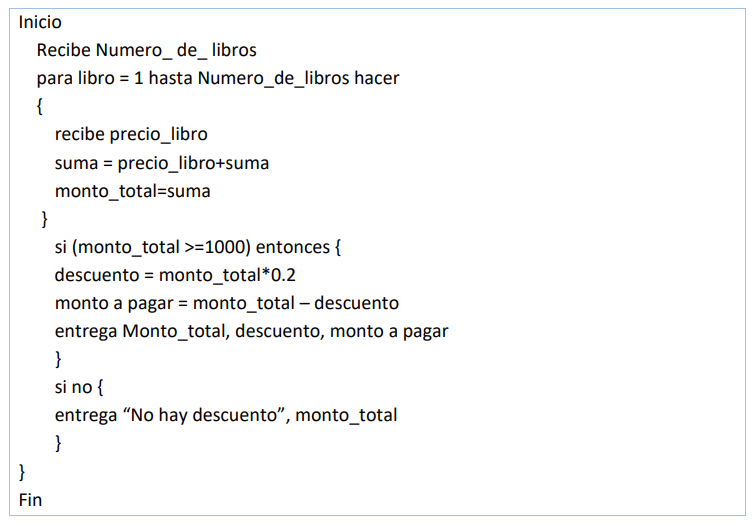 Inicio
Recibe Numero_ de_ libros
para libro = 1 hasta Numero_de_libros hacer
{
recibe precio_libro
suma = precio_libro+suma
monto_total=suma
}
si (monto_total >=1000) entonces {
descuento = monto_total*0.2
monto a pagar = monto_total – descuento
entrega Monto_total, descuento, monto a pagar
}
si no {
entrega “No hay descuento”, monto_total
}
}
Fin